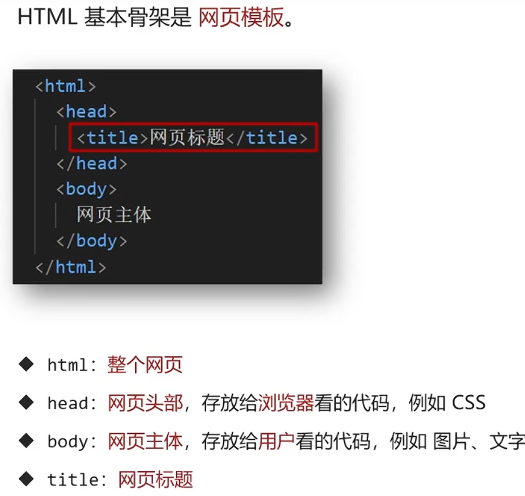 HTML 基本骨架是 网页模板。
<html>
<head>
<title>网页标题</title>
</head>
<body>
网页主体
</body>
</html>
◆ html：整个网页
◆ head：网页头部，存放给浏览器看的代码，例如 CSS
◆ body：网页主体，存放给用户看的代码，例如 图片、文字
◆ title：网页标题